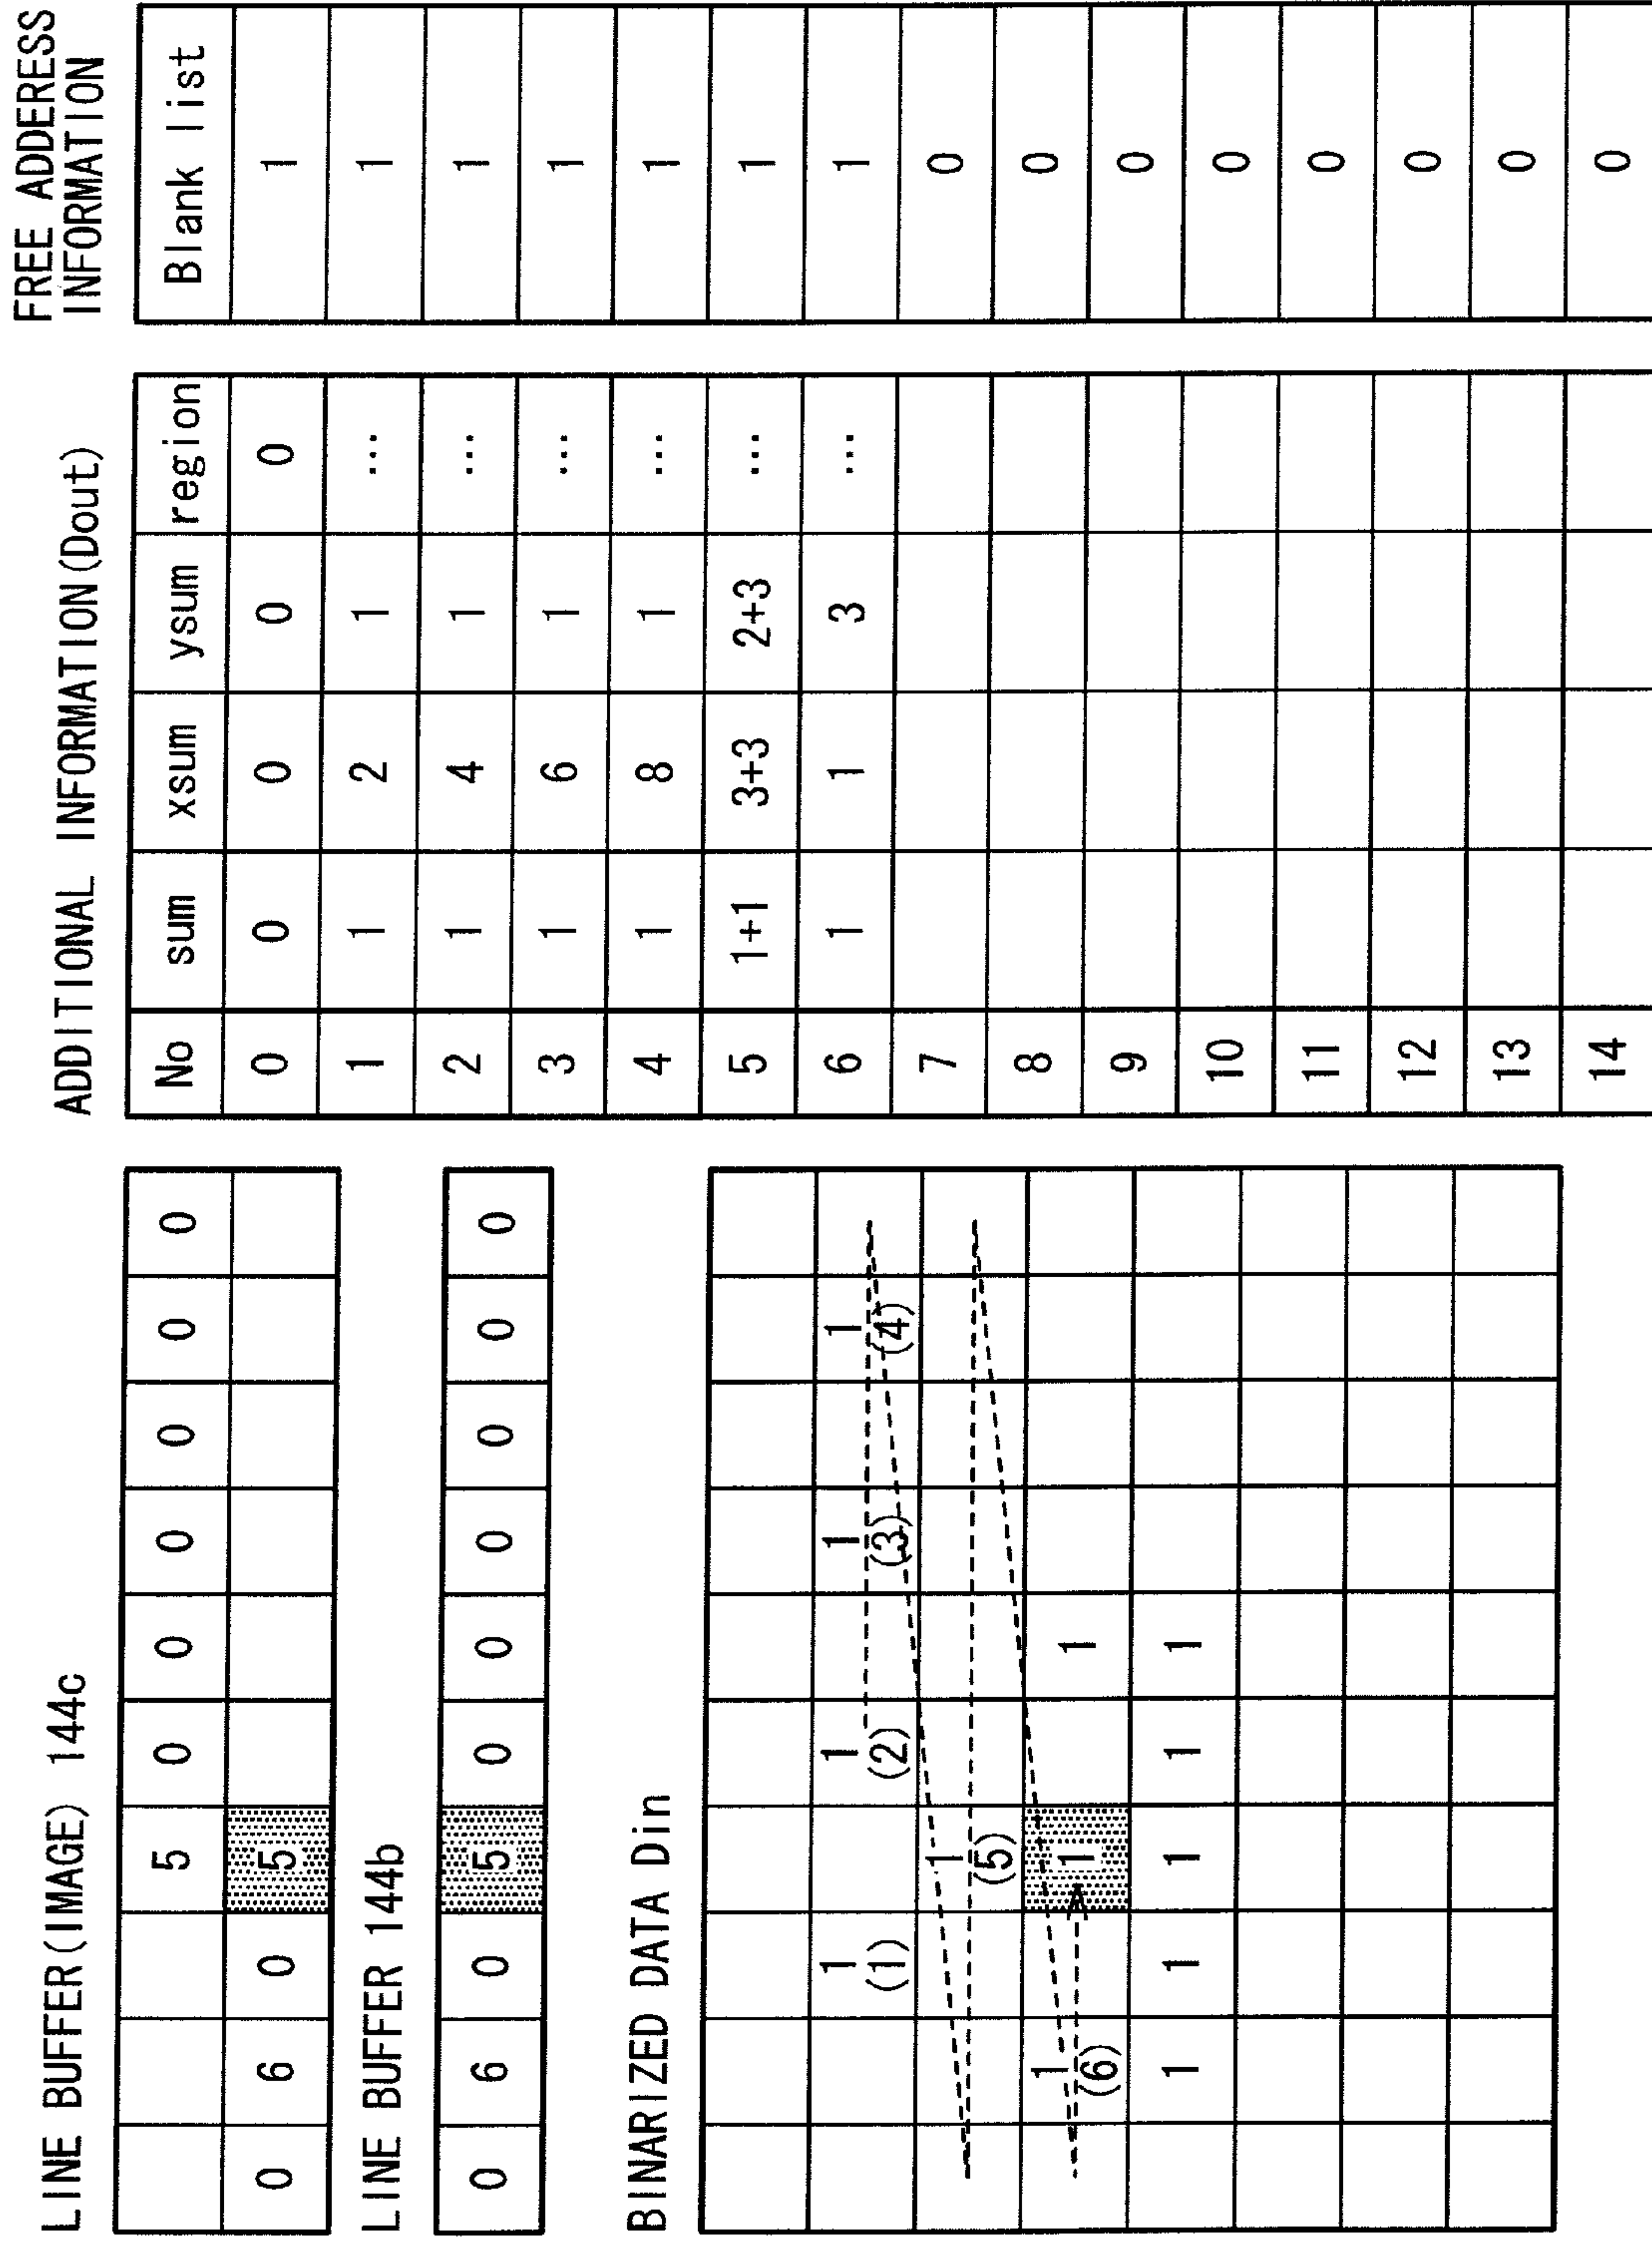 LINE BUFFER(IMAGE) 144c
5 0 0 0 0 0 0
0 6 0 5
LINE BUFFER 144b
0 6 0 5 0 0 0 0 0 0
BINARIZED DATA Din
1 1 1 1
(1) (2) (3) (4)
1
(5)
1 1 1
(6)
1 1 1 1 1
ADDITIONAL INFORMATION(Dout)
No sum xsum ysum region
0 0 0 0 0
1 1 2 1 ...
2 1 4 1 ...
3 1 6 1 ...
4 1 8 1 ...
5 1+1 3+3 2+3 ...
6 1 1 3 ...
7
8
9
10
11
12
13
14
FREE ADDERESS
INFORMATION
Blank list
1
1
1
1
1
1
1
0
0
0
0
0
0
0
0